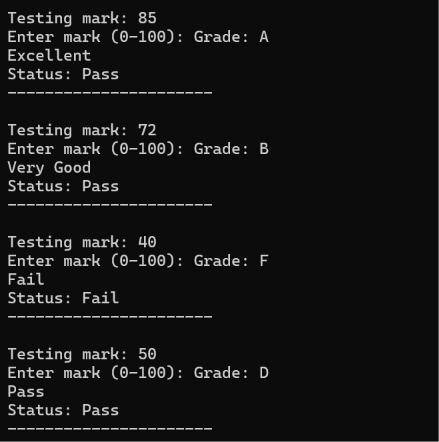 Testing mark: 85
Enter mark (0-100): Grade: A
Excellent
Status: Pass
----------------------
Testing mark: 72
Enter mark (0-100): Grade: B
Very Good
Status: Pass
----------------------
Testing mark: 40
Enter mark (0-100): Grade: F
Fail
Status: Fail
----------------------
Testing mark: 50
Enter mark (0-100): Grade: D
Pass
Status: Pass
----------------------